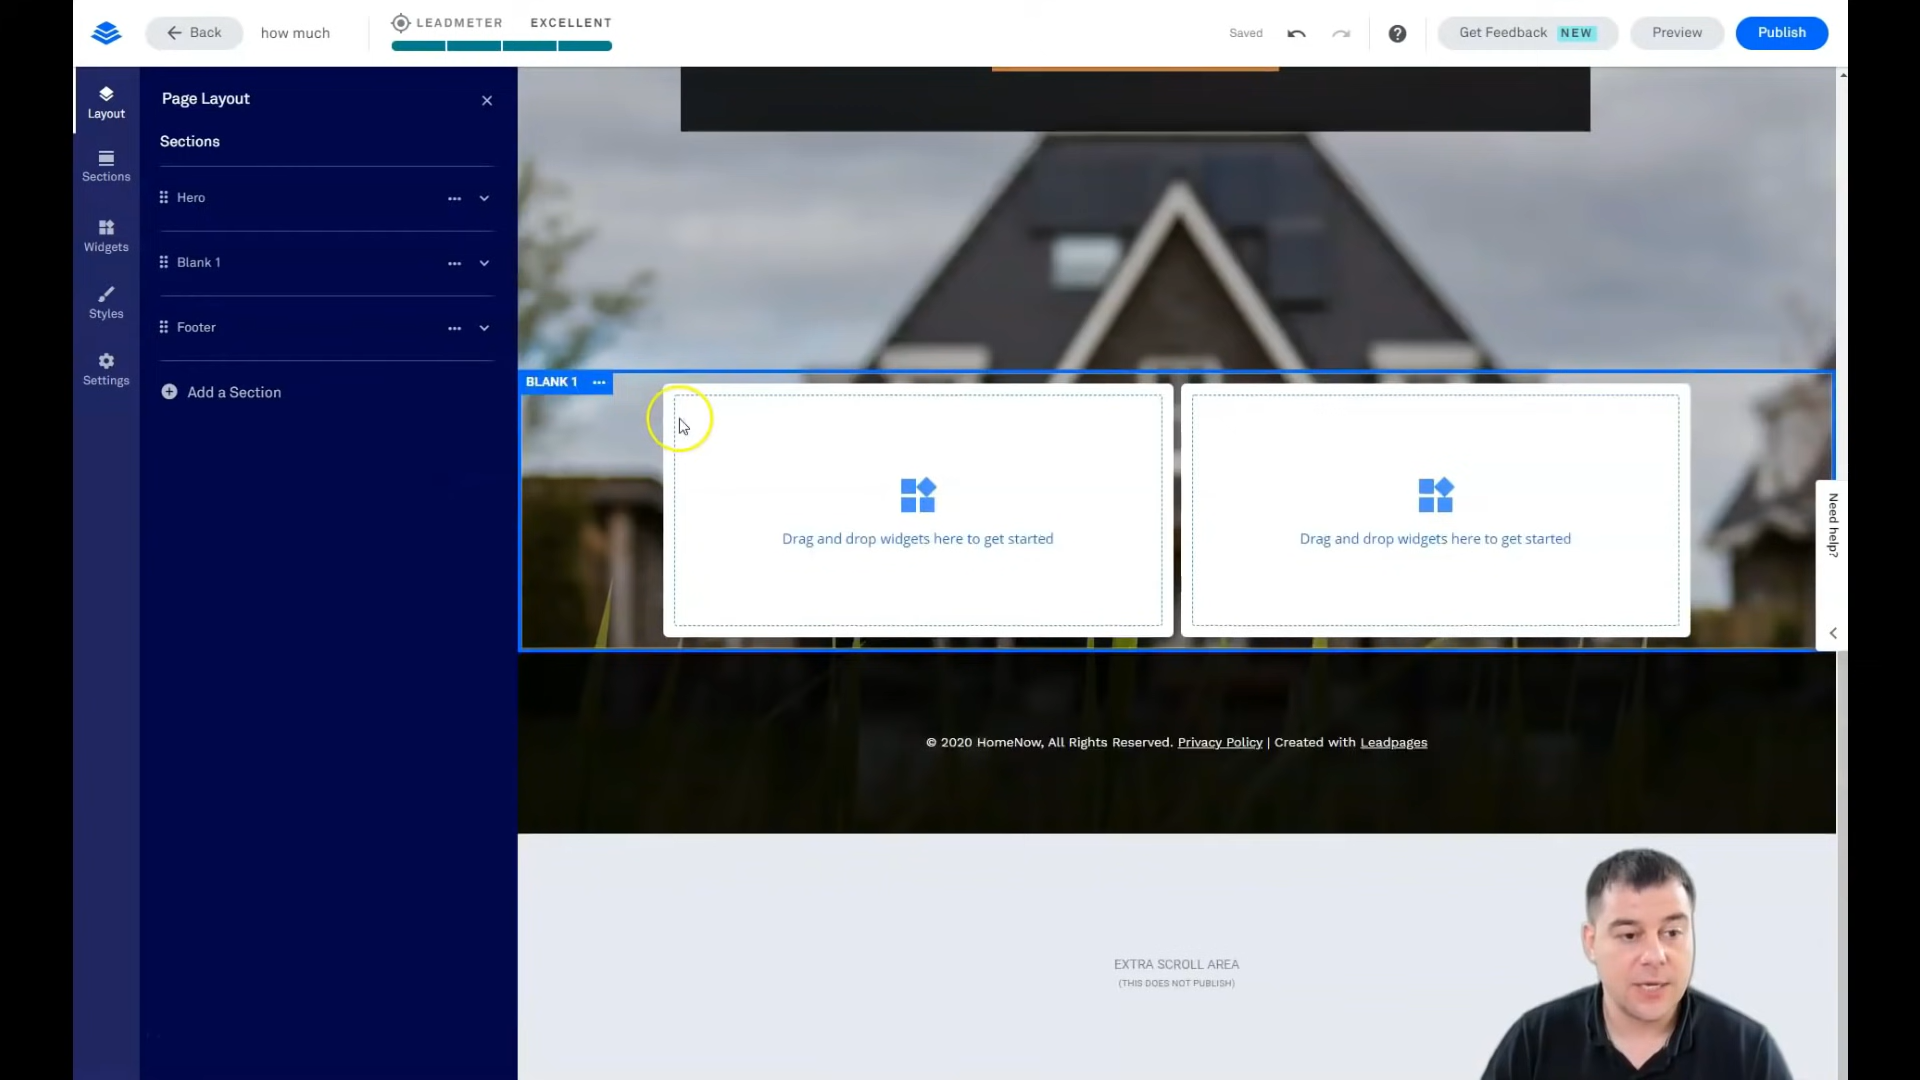 Back
how much
LEADMETER EXCELLENT
Saved
Get Feedback NEW
Preview
Publish
Layout
Sections
Widgets
Styles
Settings
Page Layout
Sections
Hero
Blank 1
Footer
Add a Section
BLANK 1
Drag and drop widgets here to get started
Drag and drop widgets here to get started
Need help?
© 2020 HomeNow, All Rights Reserved. Privacy Policy | Created with Leadpages
EXTRA SCROLL AREA
(THIS DOES NOT PUBLISH)